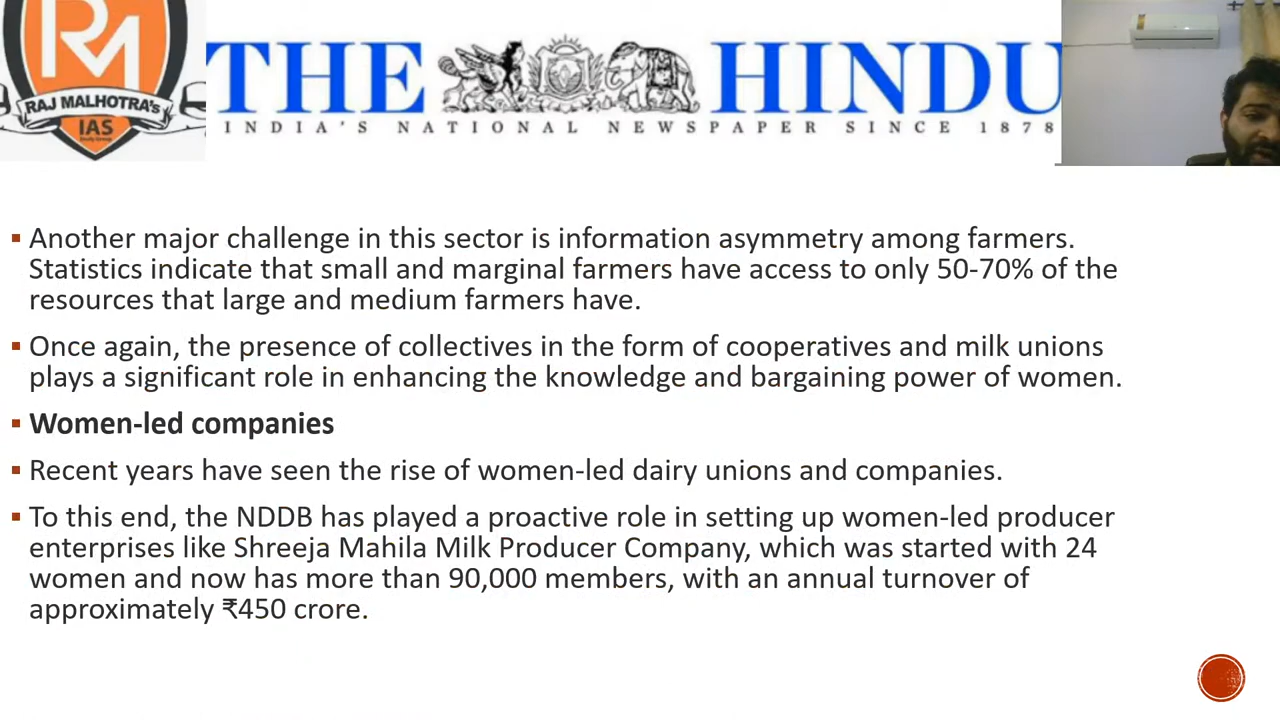 RM
RAJ MALHOTRA's
IAS
Study Group
THE HINDU
INDIA'S NATIONAL NEWSPAPER SINCE 1878
Another major challenge in this sector is information asymmetry among farmers.
Statistics indicate that small and marginal farmers have access to only 50-70% of the
resources that large and medium farmers have.
Once again, the presence of collectives in the form of cooperatives and milk unions
plays a significant role in enhancing the knowledge and bargaining power of women.
Women-led companies
Recent years have seen the rise of women-led dairy unions and companies.
To this end, the NDDB has played a proactive role in setting up women-led producer
enterprises like Shreeja Mahila Milk Producer Company, which was started with 24
women and now has more than 90,000 members, with an annual turnover of
approximately ₹450 crore.